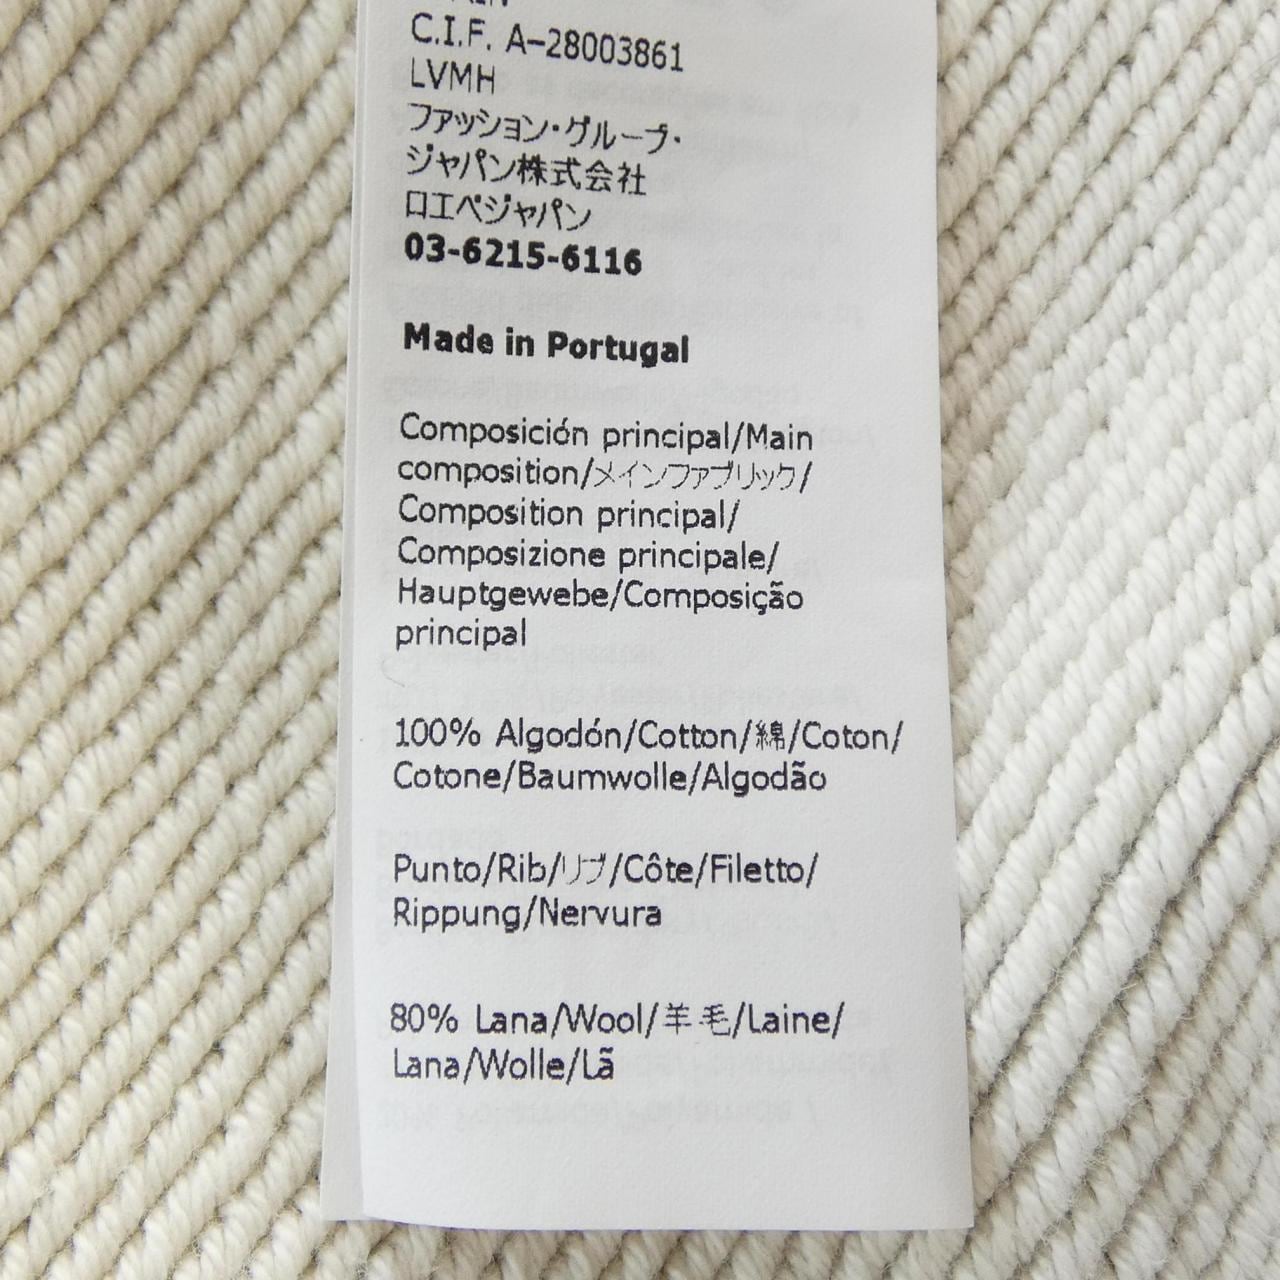 C.I.F. A-28003861
LVMH
ファッション・グループ・
ジャパン株式会社
ロエベジャパン
03-6215-6116
Made in Portugal
Composición principal/Main
composition/メインファブリック/
Composition principal/
Composizione principale/
Hauptgewebe/Composição
principal
100% Algodón/Cotton/綿/Coton/
Cotone/Baumwolle/Algodão
Punto/Rib/リブ/Côte/Filetto/
Rippung/Nervura
80% Lana/Wool/羊毛/Laine/
Lana/Wolle/Lã